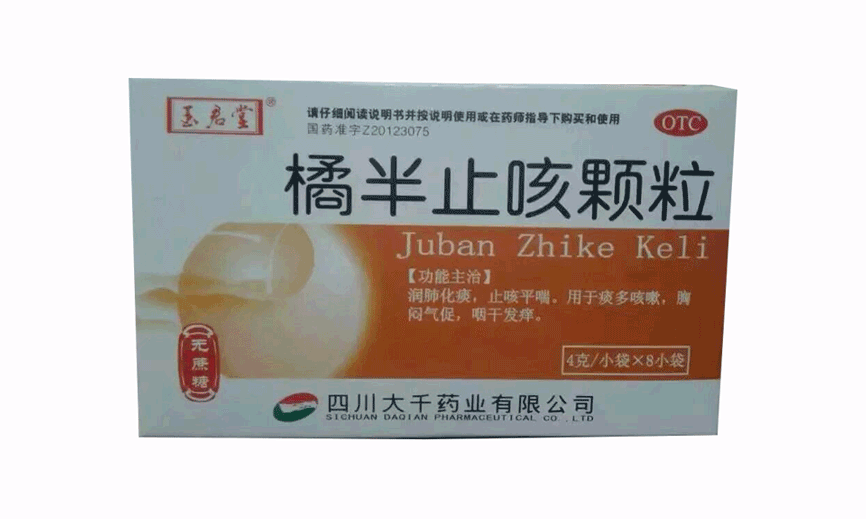 玉君堂®
请仔细阅读说明书并按说明使用或在药师指导下购买和使用
国药准字Z20123075
OTC
橘半止咳颗粒
Juban Zhike Keli
【功能主治】
润肺化痰，止咳平喘。用于痰多咳嗽，胸
闷气促，咽干发痒。
无蔗糖
4克/小袋×8小袋
四川大千药业有限公司
SICHUAN DAQIAN PHARMACEUTICAL CO.,LTD